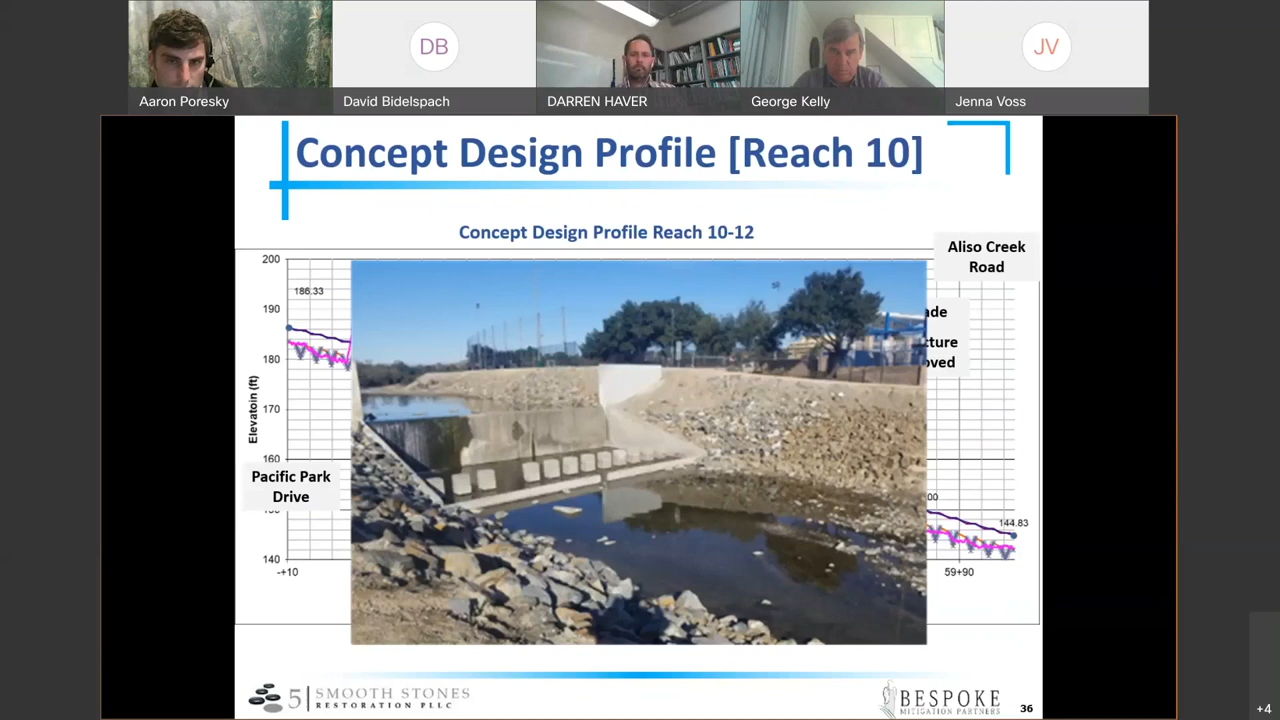 DB
JV
Aaron Poresky
David Bidelspach
DARREN HAVER
George Kelly
Jenna Voss
Concept Design Profile [Reach 10]
Concept Design Profile Reach 10-12
Aliso Creek
Road
200
186.33
190
180
170
160
140
Elevatoin (ft)
Pacific Park
Drive
ade
cture
oved
00
144.83
-+10
59+90
5 SMOOTH STONES
RESTORATION PLLC
BESPOKE
MITIGATION PARTNERS
36
+4